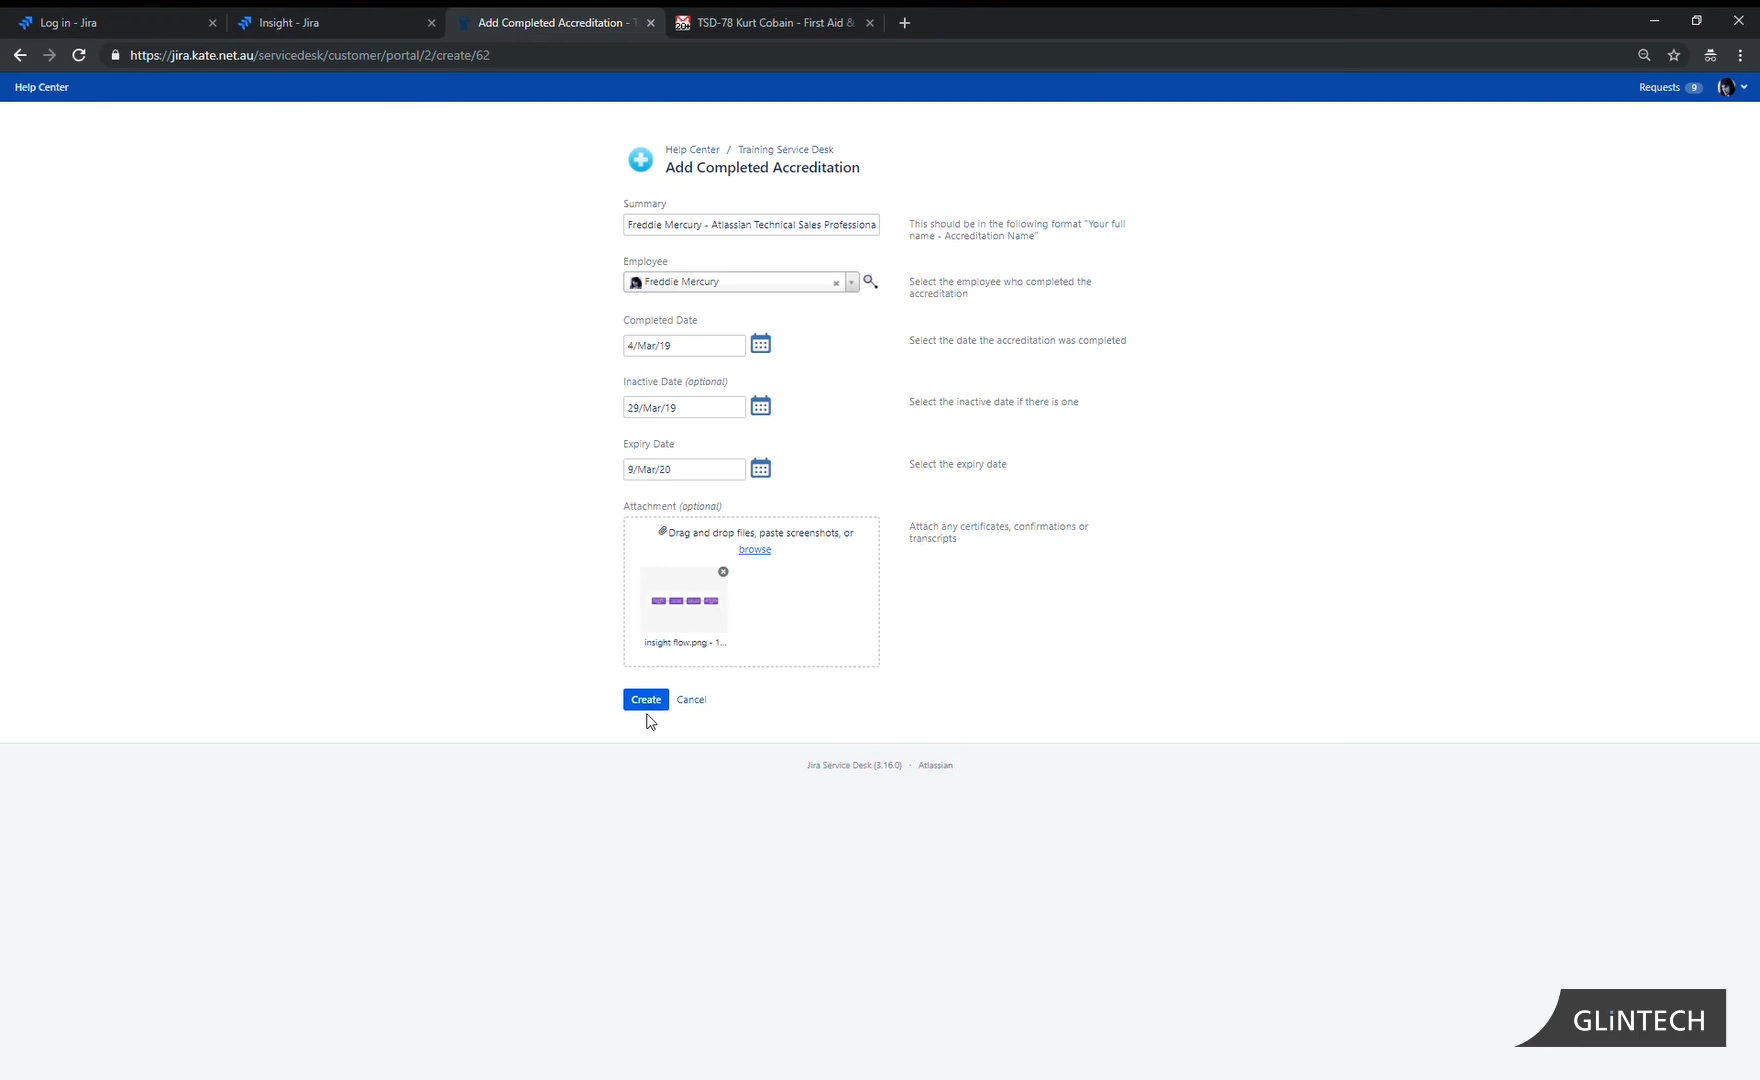 Log in - Jira
Insight - Jira
Add Completed Accreditation -
TSD-78 Kurt Cobain - First Aid &
https://jira.kate.net.au/servicedesk/customer/portal/2/create/62
Help Center
Requests 9
Help Center / Training Service Desk
Add Completed Accreditation
Summary
Freddie Mercury - Atlassian Technical Sales Professiona
This should be in the following format "Your full
name - Accreditation Name"
Employee
Freddie Mercury
Select the employee who completed the
accreditation
Completed Date
4/Mar/19
Select the date the accreditation was completed
Inactive Date (optional)
29/Mar/19
Select the inactive date if there is one
Expiry Date
9/Mar/20
Select the expiry date
Attachment (optional)
Drag and drop files, paste screenshots, or
browse
Attach any certificates, confirmations or
transcripts
insight flow.png - 1...
Create Cancel
Jira Service Desk (3.16.0) · Atlassian
GLiNTECH